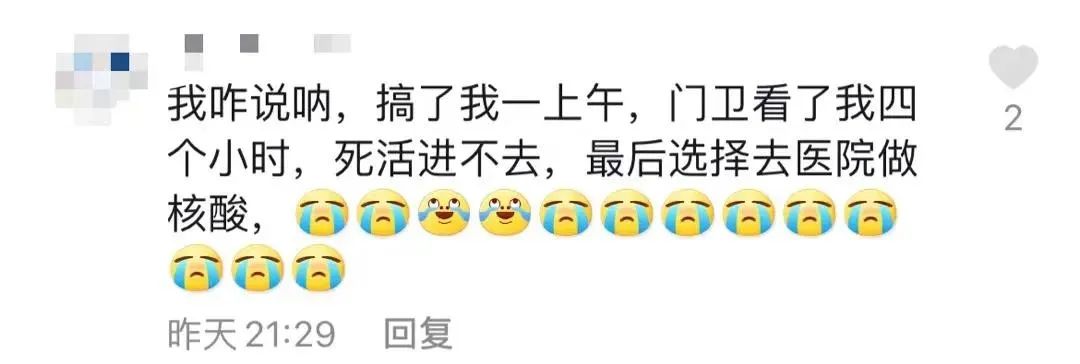 我咋说呐，搞了我一上午，门卫看了我四
个小时，死活进不去，最后选择去医院做
核酸，😭😭🥲🥲😭😭😭😭😭😭
😭😭😭
2
昨天21:29 回复